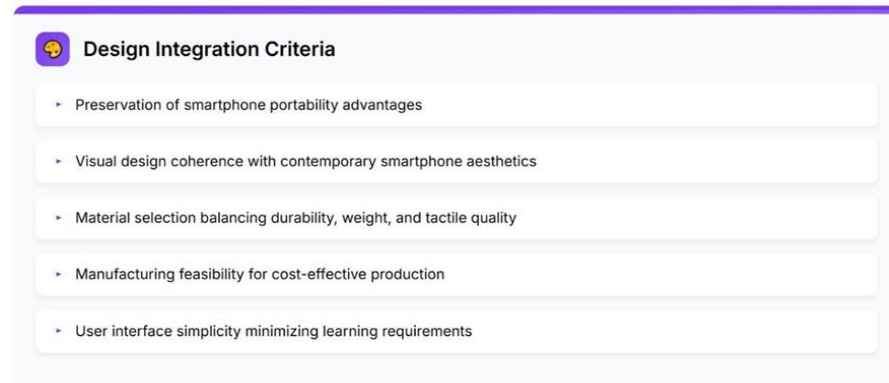 Design Integration Criteria
Preservation of smartphone portability advantages
Visual design coherence with contemporary smartphone aesthetics
Material selection balancing durability, weight, and tactile quality
Manufacturing feasibility for cost-effective production
User interface simplicity minimizing learning requirements